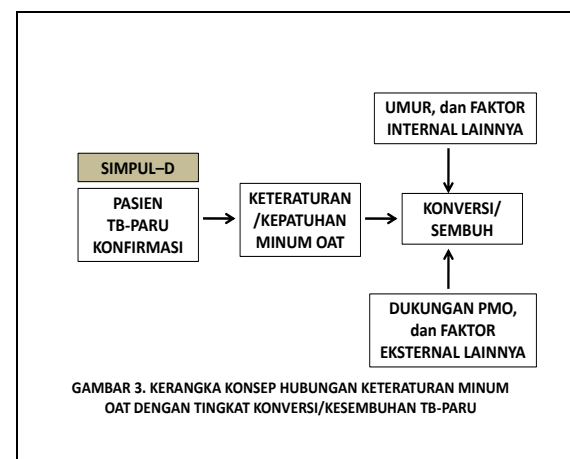 UMUR, dan FAKTOR
INTERNAL LAINNYA
SIMPUL–D
PASIEN
TB-PARU
KONFIRMASI
KETERATURAN
/KEPATUHAN
MINUM OAT
KONVERSI/
SEMBUH
DUKUNGAN PMO,
dan FAKTOR
EKSTERNAL LAINNYA
GAMBAR 3. KERANGKA KONSEP HUBUNGAN KETERATURAN MINUM
OAT DENGAN TINGKAT KONVERSI/KESEMBUHAN TB-PARU